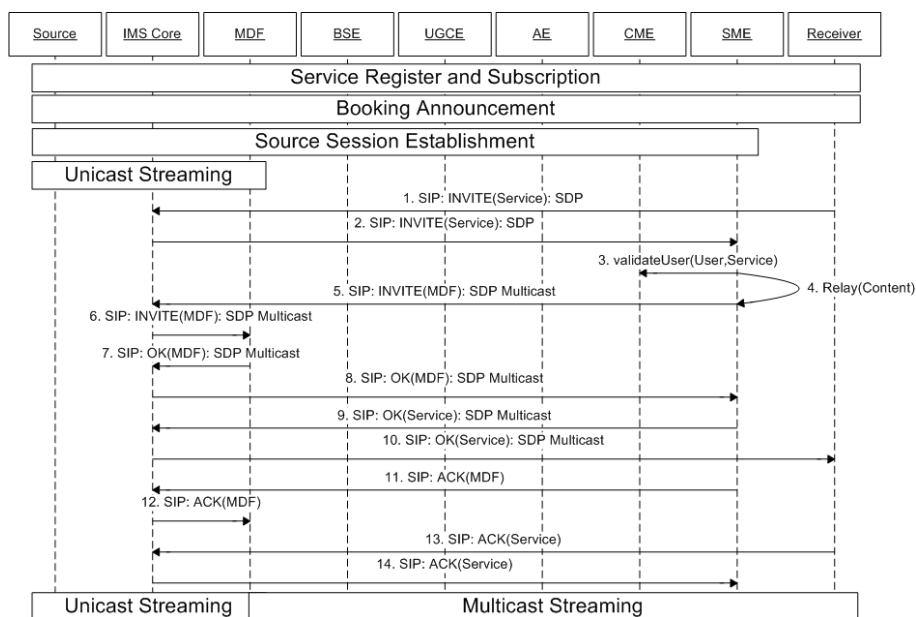 Source
IMS Core
MDF
BSE
UGCE
AE
CME
SME
Receiver
Service Register and Subscription
Booking Announcement
Source Session Establishment
Unicast Streaming
1. SIP: INVITE(Service): SDP
2. SIP: INVITE(Service): SDP
3. validateUser(User,Service)
4. Relay(Content)
5. SIP: INVITE(MDF): SDP Multicast
6. SIP: INVITE(MDF): SDP Multicast
7. SIP: OK(MDF): SDP Multicast
8. SIP: OK(MDF): SDP Multicast
9. SIP: OK(Service): SDP Multicast
10. SIP: OK(Service): SDP Multicast
11. SIP: ACK(MDF)
12. SIP: ACK(MDF)
13. SIP: ACK(Service)
14. SIP: ACK(Service)
Unicast Streaming
Multicast Streaming